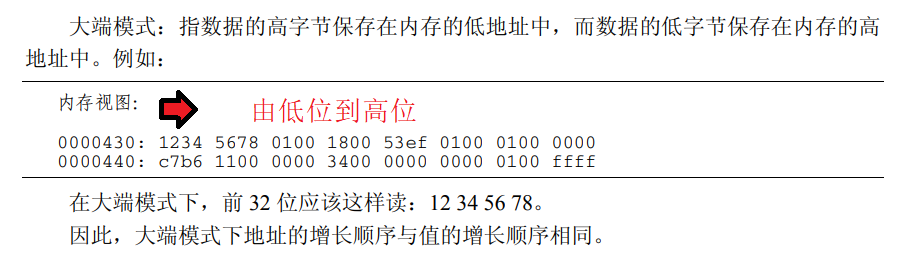 大端模式：指数据的高字节保存在内存的低地址中，而数据的低字节保存在内存的高
地址中。例如：
内存视图：
由低位到高位
0000430: 1234 5678 0100 1800 53ef 0100 0100 0000
0000440: c7b6 1100 0000 3400 0000 0000 0100 ffff
在大端模式下，前 32 位应该这样读：12 34 56 78。
因此，大端模式下地址的增长顺序与值的增长顺序相同。